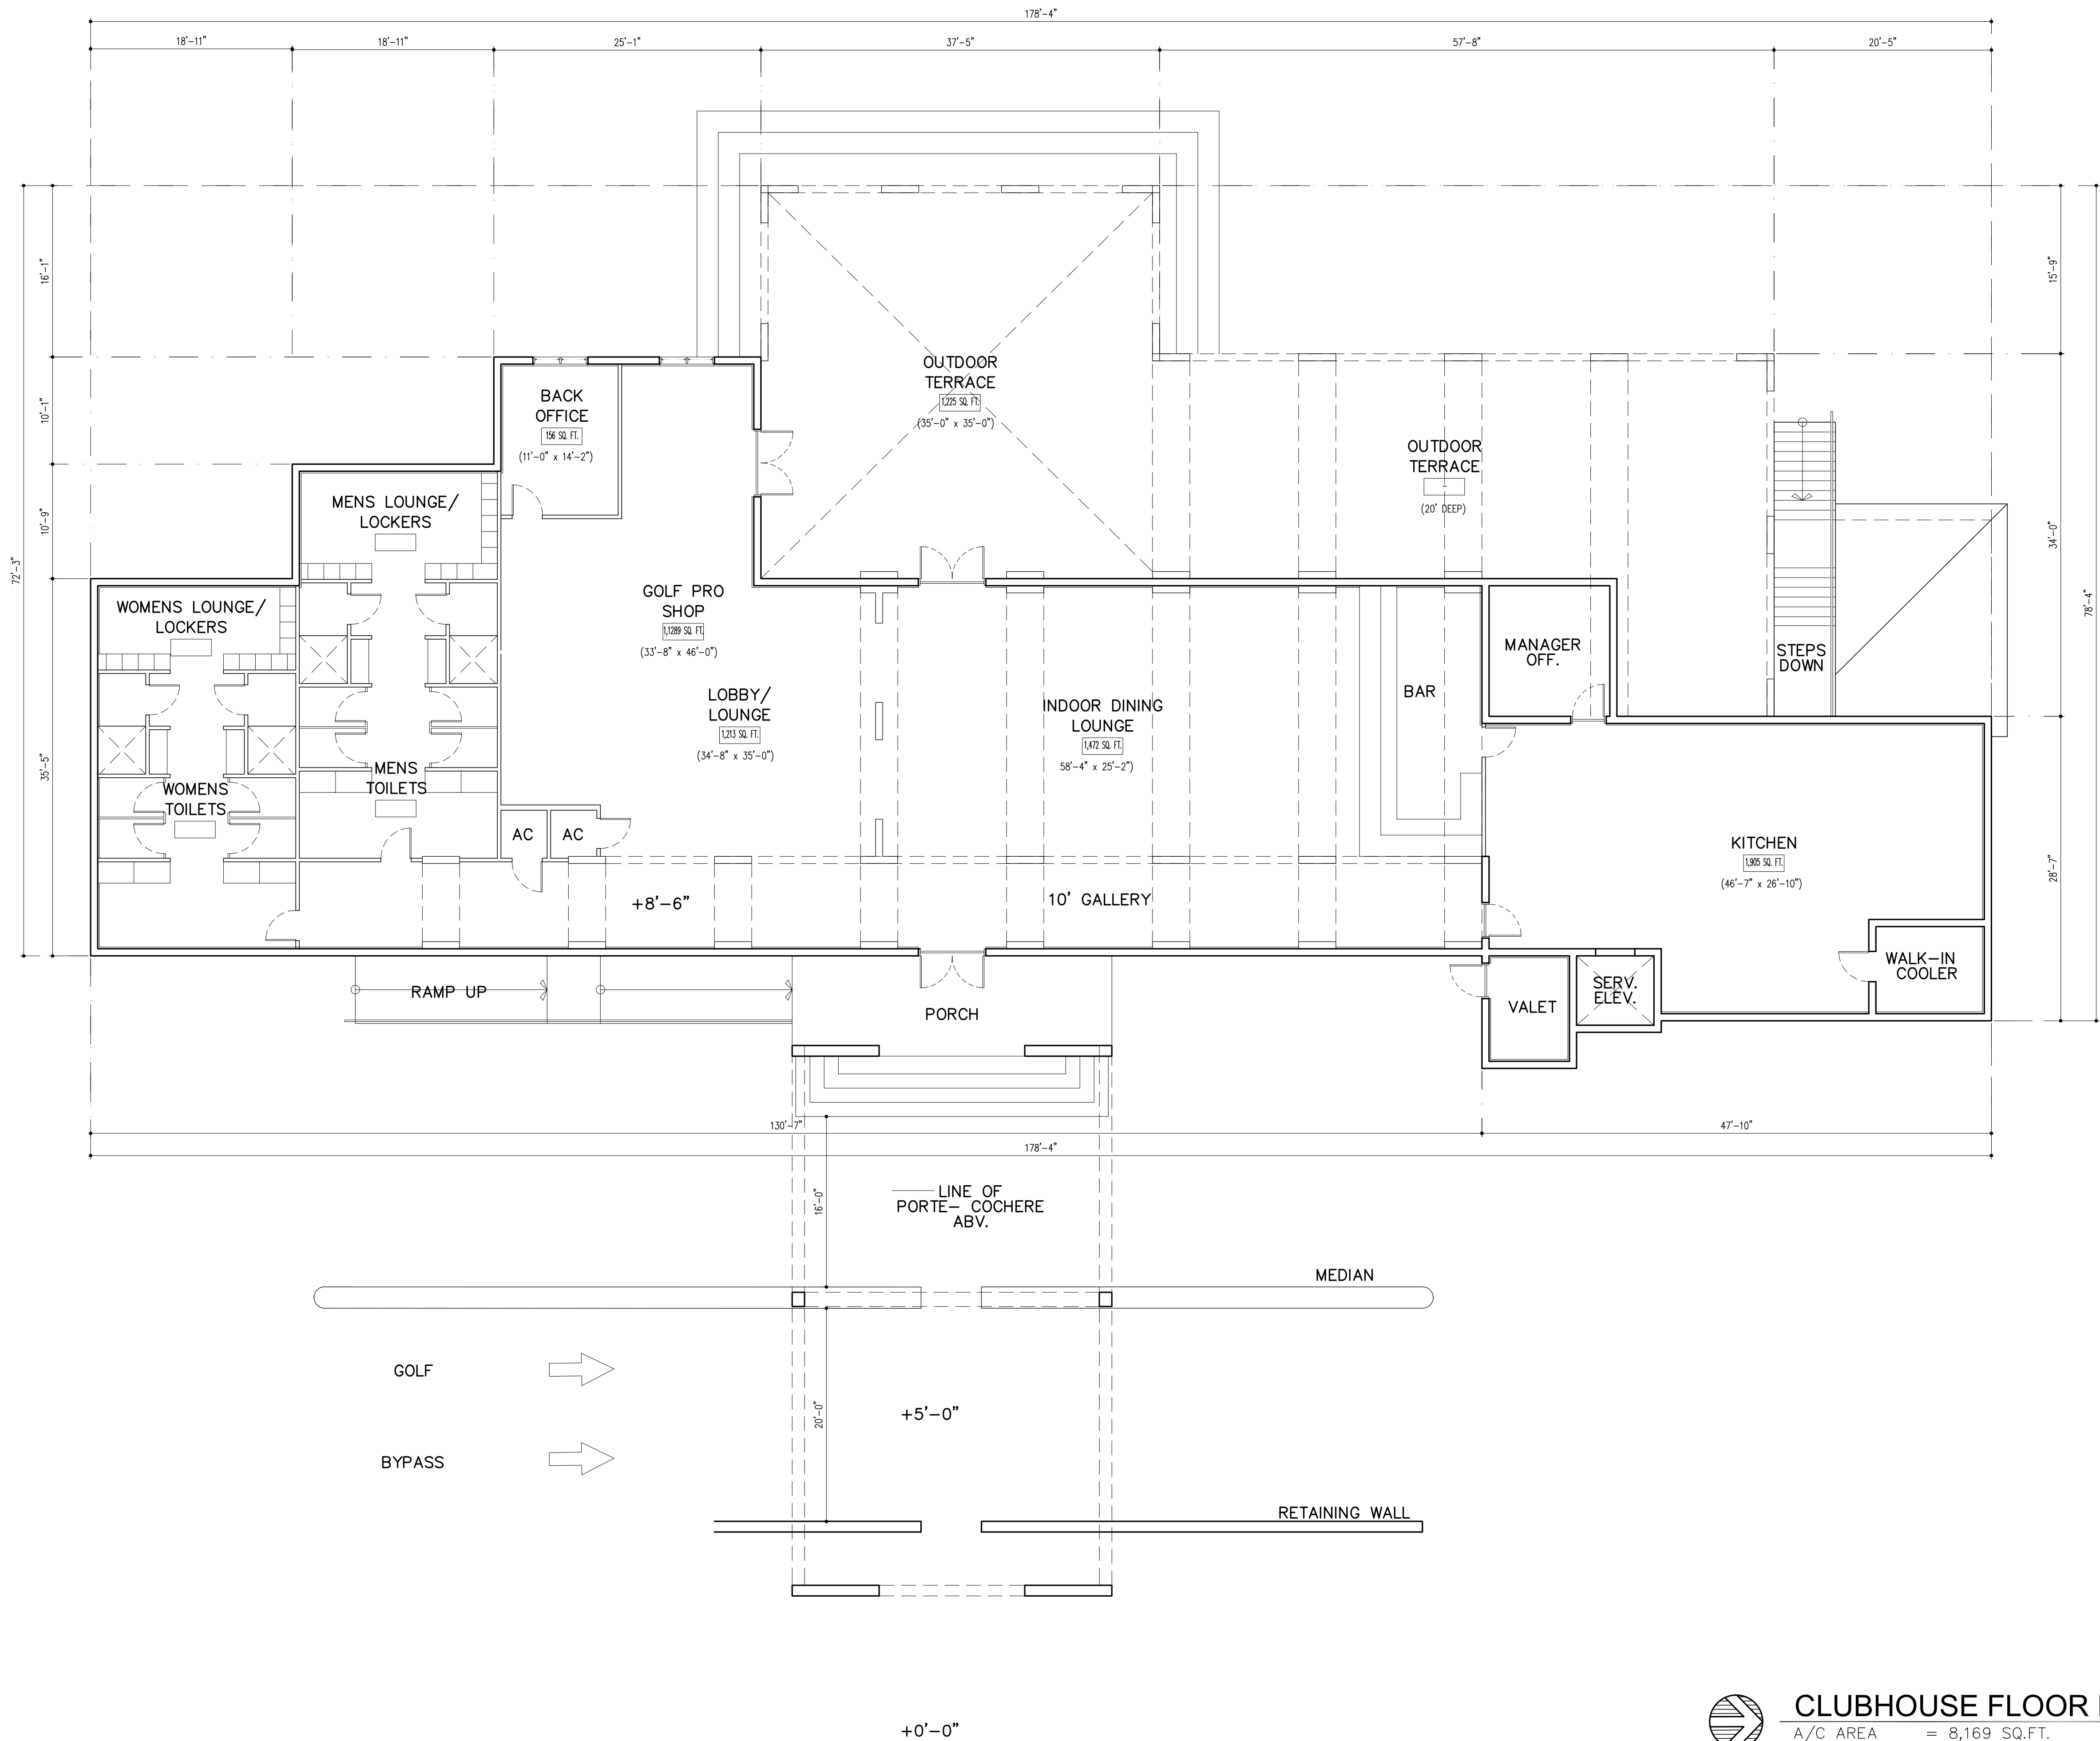 178'-4"
18'-11"
18'-11"
25'-1"
37'-5"
57'-8"
20'-5"
16'-1"
10'-1"
10'-9"
72'-3"
35'-5"
15'-9"
34'-0"
78'-4"
28'-7"
OUTDOOR
TERRACE
1,225 SQ. FT.
(35'-0" x 35'-0")
BACK
OFFICE
156 SQ. FT.
(11'-0" x 14'-2")
OUTDOOR
TERRACE
-
(20' DEEP)
MENS LOUNGE/
LOCKERS
WOMENS LOUNGE/
LOCKERS
GOLF PRO
SHOP
1,1289 SQ. FT.
(33'-8" x 46'-0")
LOBBY/
LOUNGE
1,213 SQ. FT.
(34'-8" x 35'-0")
INDOOR DINING
LOUNGE
1,472 SQ. FT.
58'-4" x 25'-2")
BAR
MANAGER
OFF.
STEPS
DOWN
MENS
TOILETS
WOMENS
TOILETS
AC
AC
KITCHEN
1,905 SQ. FT.
(46'-7" x 26'-10")
+8'-6"
10' GALLERY
WALK-IN
COOLER
RAMP UP
PORCH
VALET
SERV.
ELEV.
130'-7"
47'-10"
178'-4"
16'-0"
LINE OF
PORTE- COCHERE
ABV.
MEDIAN
GOLF
20'-0"
+5'-0"
BYPASS
RETAINING WALL
+0'-0"
CLUBHOUSE FLOOR
A/C AREA = 8,169 SQ.FT.